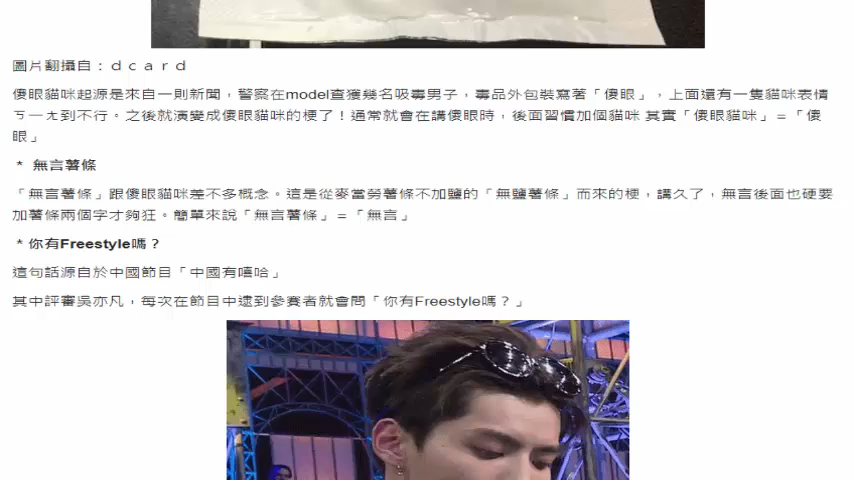 圖片翻攝自：ｄｃａｒｄ
傻眼貓咪起源是來自一則新聞，警察在model查獲幾名吸毒男子，毒品外包裝寫著「傻眼」，上面還有一隻貓咪表情
ㄎㄧㄤ到不行。之後就演變成傻眼貓咪的梗了！通常就會在講傻眼時，後面習慣加個貓咪 其實「傻眼貓咪」=「傻
眼」
* 無言薯條
「無言薯條」跟傻眼貓咪差不多概念。這是從麥當勞薯條不加鹽的「無鹽薯條」而來的梗，講久了，無言後面也硬要
加薯條兩個字才夠狂。簡單來說「無言薯條」=「無言」
* 你有Freestyle嗎？
這句話源自於中國節目「中國有嘻哈」
其中評審吳亦凡，每次在節目中逮到參賽者就會問「你有Freestyle嗎？」